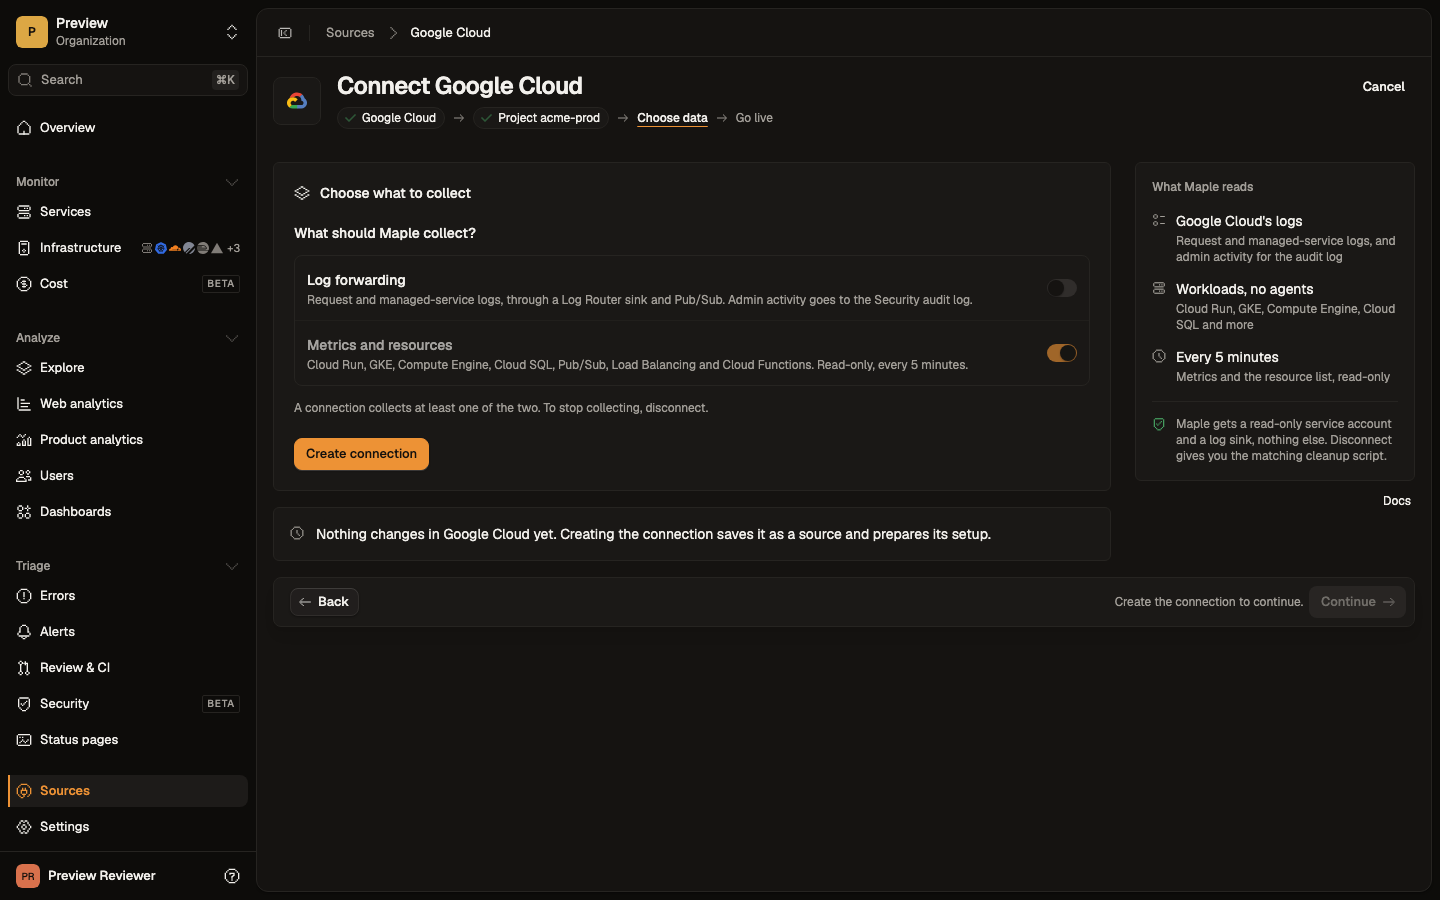 P
Preview
Organization
Search
⌘K
Overview
Monitor
Services
Infrastructure
+3
Cost
BETA
Analyze
Explore
Web analytics
Product analytics
Users
Dashboards
Triage
Errors
Alerts
Review & CI
Security
BETA
Status pages
Sources
Settings
PR
Preview Reviewer
Sources
Google Cloud
Connect Google Cloud
Cancel
Google Cloud → Project acme-prod → Choose data → Go live
Choose what to collect
What should Maple collect?
Log forwarding
Request and managed-service logs, through a Log Router sink and Pub/Sub. Admin activity goes to the Security audit log.
Metrics and resources
Cloud Run, GKE, Compute Engine, Cloud SQL, Pub/Sub, Load Balancing and Cloud Functions. Read-only, every 5 minutes.
A connection collects at least one of the two. To stop collecting, disconnect.
Create connection
Nothing changes in Google Cloud yet. Creating the connection saves it as a source and prepares its setup.
← Back
Create the connection to continue.
Continue →
What Maple reads
Google Cloud's logs
Request and managed-service logs, and
admin activity for the audit log
Workloads, no agents
Cloud Run, GKE, Compute Engine, Cloud
SQL and more
Every 5 minutes
Metrics and the resource list, read-only
Maple gets a read-only service account
and a log sink, nothing else. Disconnect
gives you the matching cleanup script.
Docs